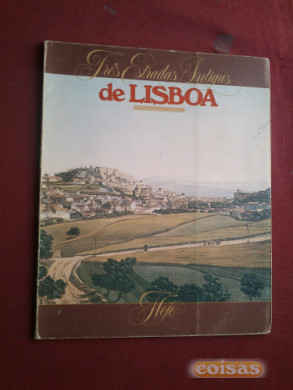 Três Estradas Antigas
de LISBOA
Hoje
coisas